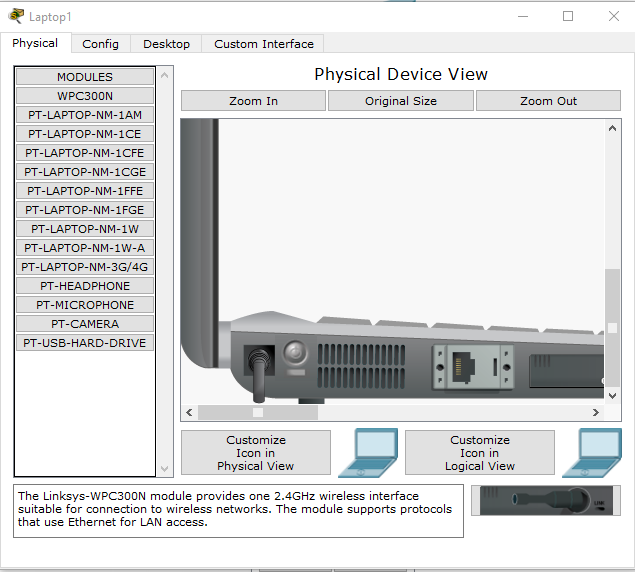 Laptop1
Physical
Config
Desktop
Custom Interface
MODULES
WPC300N
PT-LAPTOP-NM-1AM
PT-LAPTOP-NM-1CE
PT-LAPTOP-NM-1CFE
PT-LAPTOP-NM-1CGE
PT-LAPTOP-NM-1FFE
PT-LAPTOP-NM-1FGE
PT-LAPTOP-NM-1W
PT-LAPTOP-NM-1W-A
PT-LAPTOP-NM-3G/4G
PT-HEADPHONE
PT-MICROPHONE
PT-CAMERA
PT-USB-HARD-DRIVE
Physical Device View
Zoom In
Original Size
Zoom Out
Customize
Icon in
Physical View
Customize
Icon in
Logical View
The Linksys-WPC300N module provides one 2.4GHz wireless interface
suitable for connection to wireless networks. The module supports protocols
that use Ethernet for LAN access.
LINK